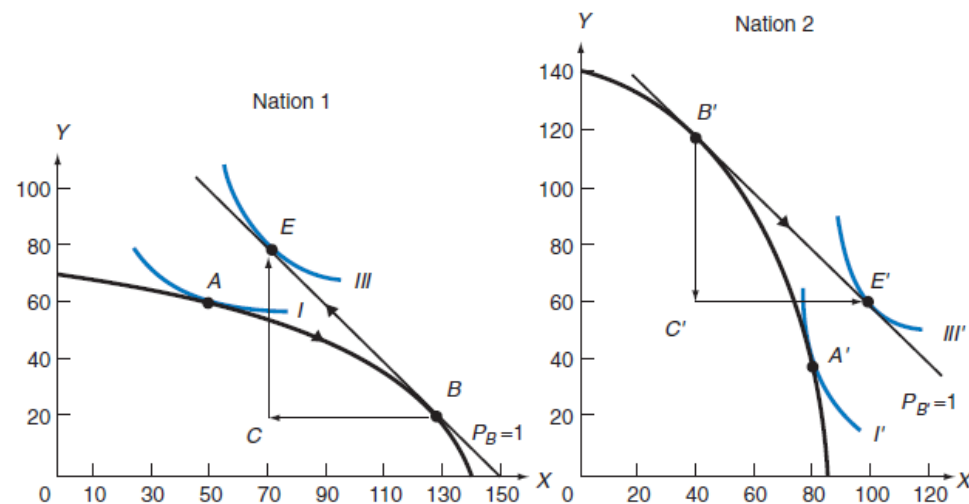 Nation 1
Y
100
80
60
40
20
0 10 30 50 70 90 110 130 150 X
A
I
E
III
B
C
P_B=1
Nation 2
Y
140
120
100
80
60
40
20
0 20 40 60 80 100 120 X
B'
E'
III'
C'
A'
P_B'=1
I'